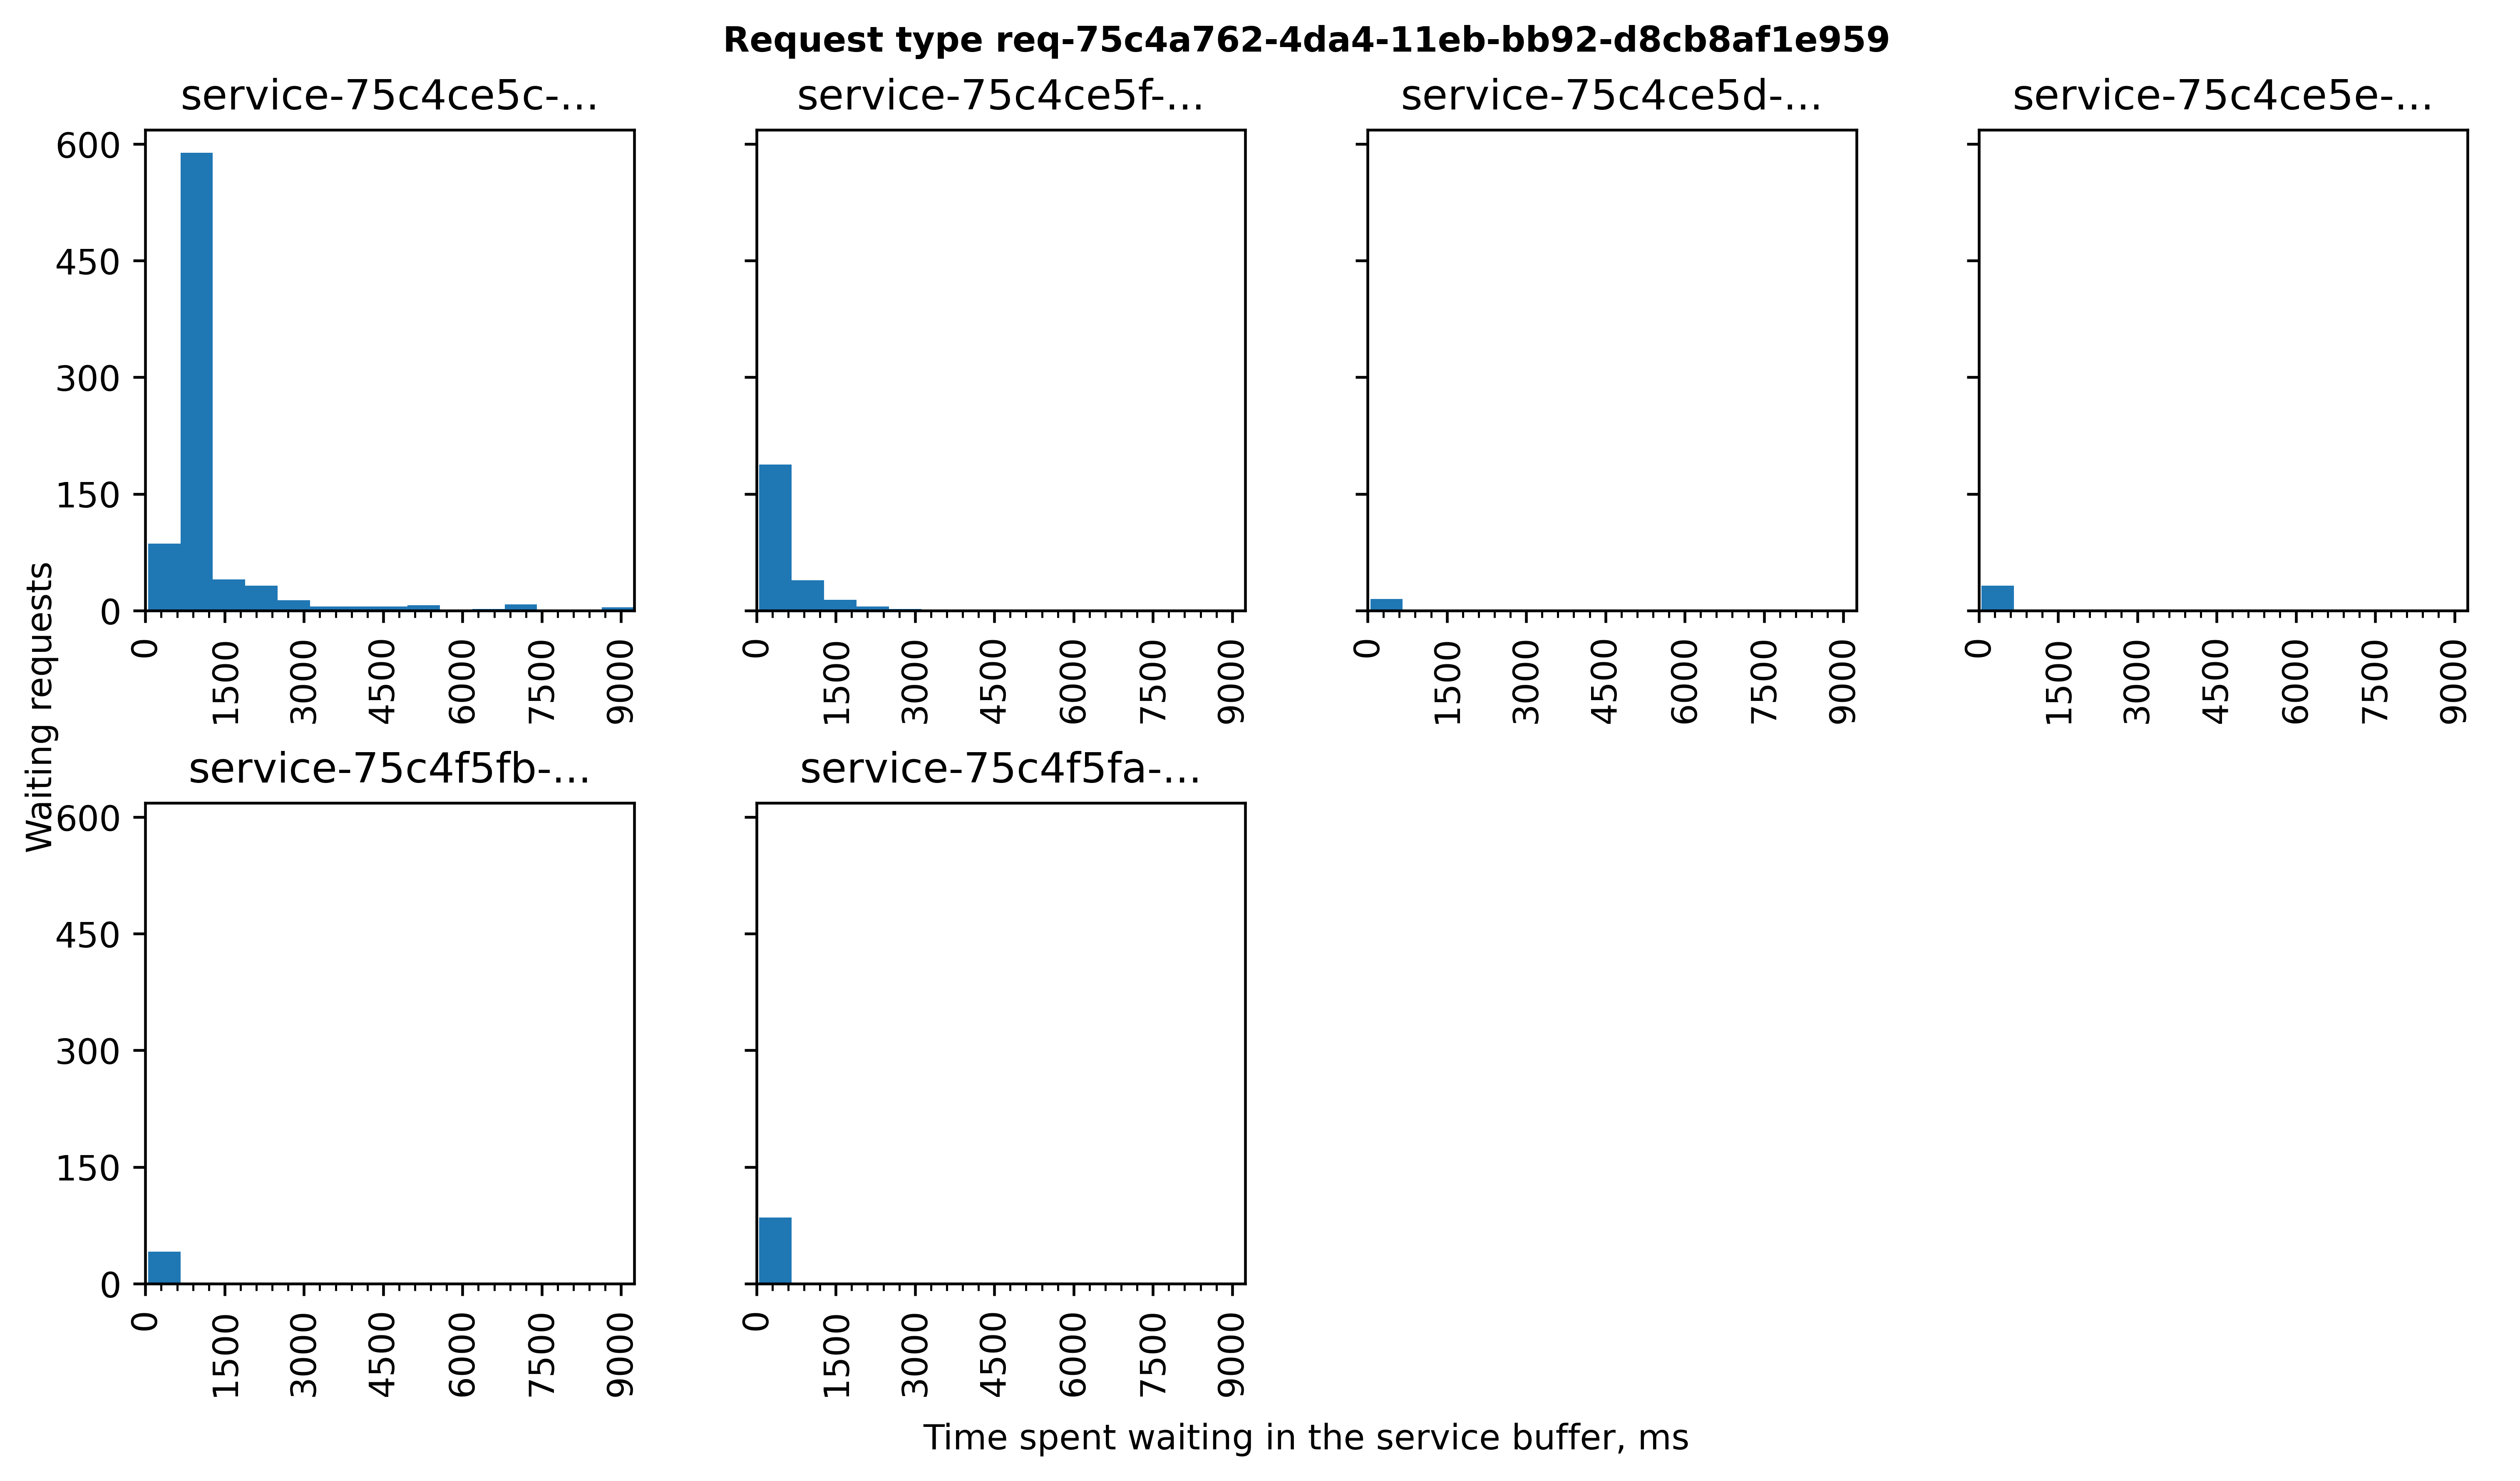 Request type req-75c4a762-4da4-11eb-bb92-d8cb8af1e959
service-75c4ce5c-...
service-75c4ce5f-...
service-75c4ce5d-...
service-75c4ce5e-...
600
450
300
150
0
0 1500 3000 4500 6000 7500 9000
0 1500 3000 4500 6000 7500 9000
0 1500 3000 4500 6000 7500 9000
0 1500 3000 4500 6000 7500 9000
Waiting requests
service-75c4f5fb-...
service-75c4f5fa-...
600
450
300
150
0
0 1500 3000 4500 6000 7500 9000
0 1500 3000 4500 6000 7500 9000
Time spent waiting in the service buffer, ms